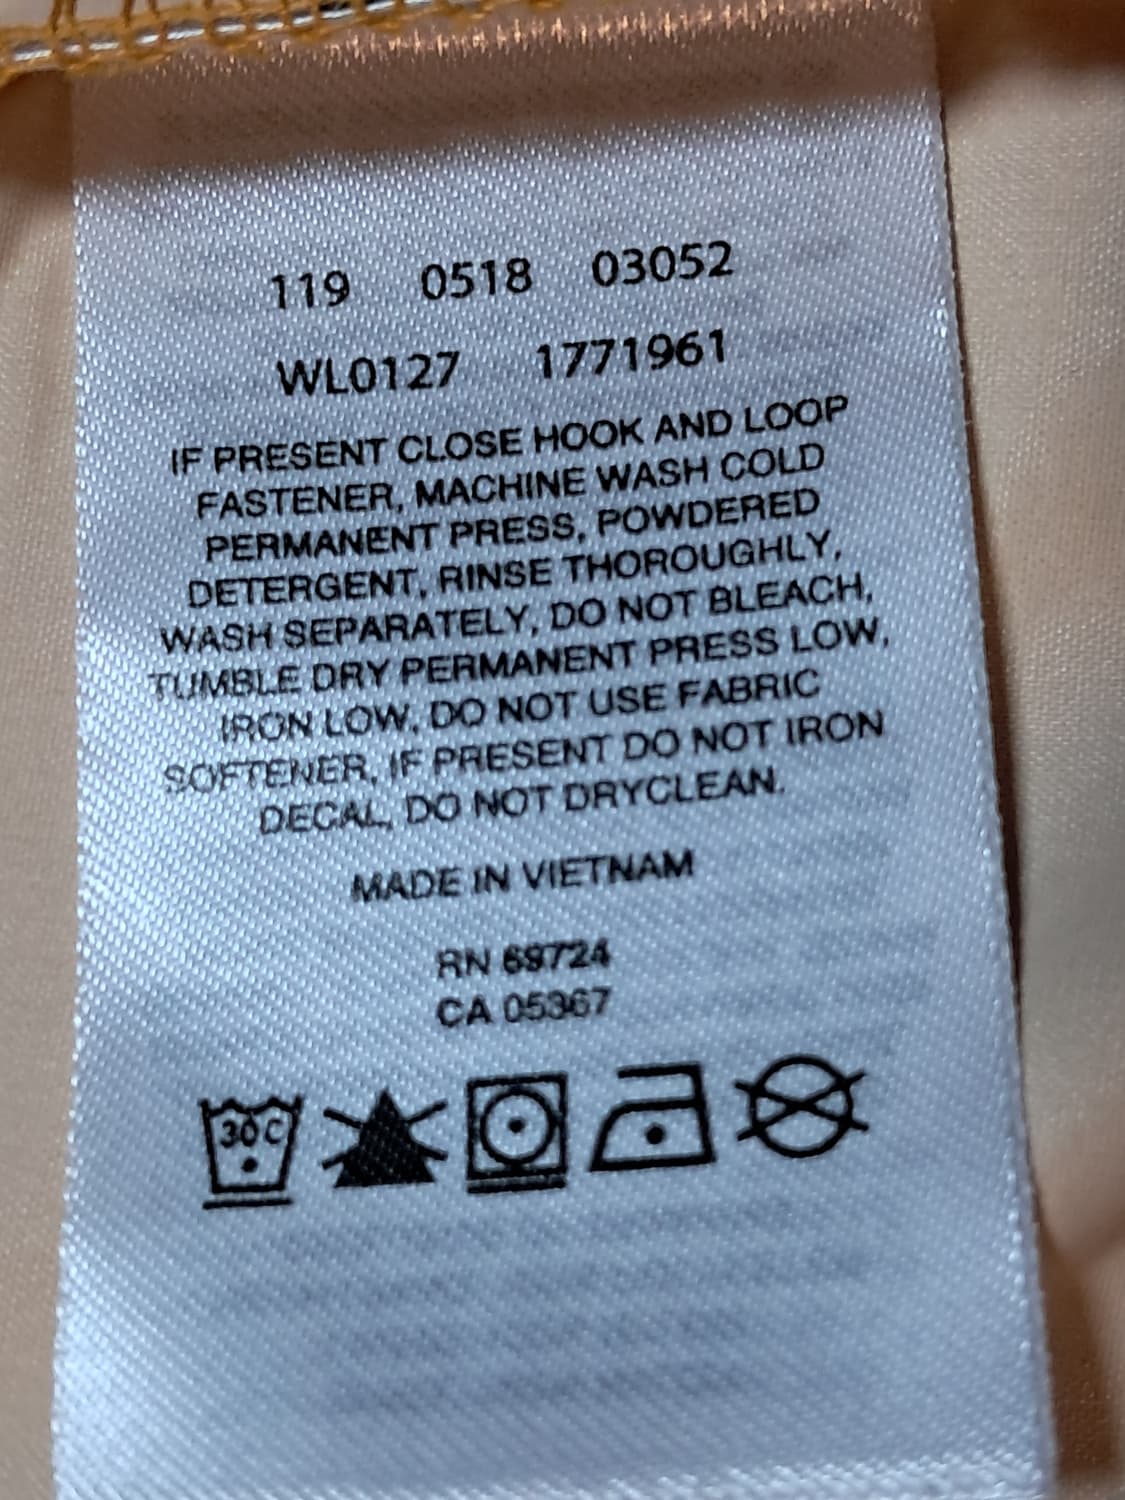 119 0518 03052
WL0127 1771961
IF PRESENT CLOSE HOOK AND LOOP
FASTENER, MACHINE WASH COLD
PERMANENT PRESS, POWDERED
DETERGENT, RINSE THOROUGHLY,
WASH SEPARATELY, DO NOT BLEACH,
TUMBLE DRY PERMANENT PRESS LOW,
IRON LOW, DO NOT USE FABRIC
SOFTENER, IF PRESENT DO NOT IRON
DECAL, DO NOT DRYCLEAN.
MADE IN VIETNAM
RN 69724
CA 05367
30 C